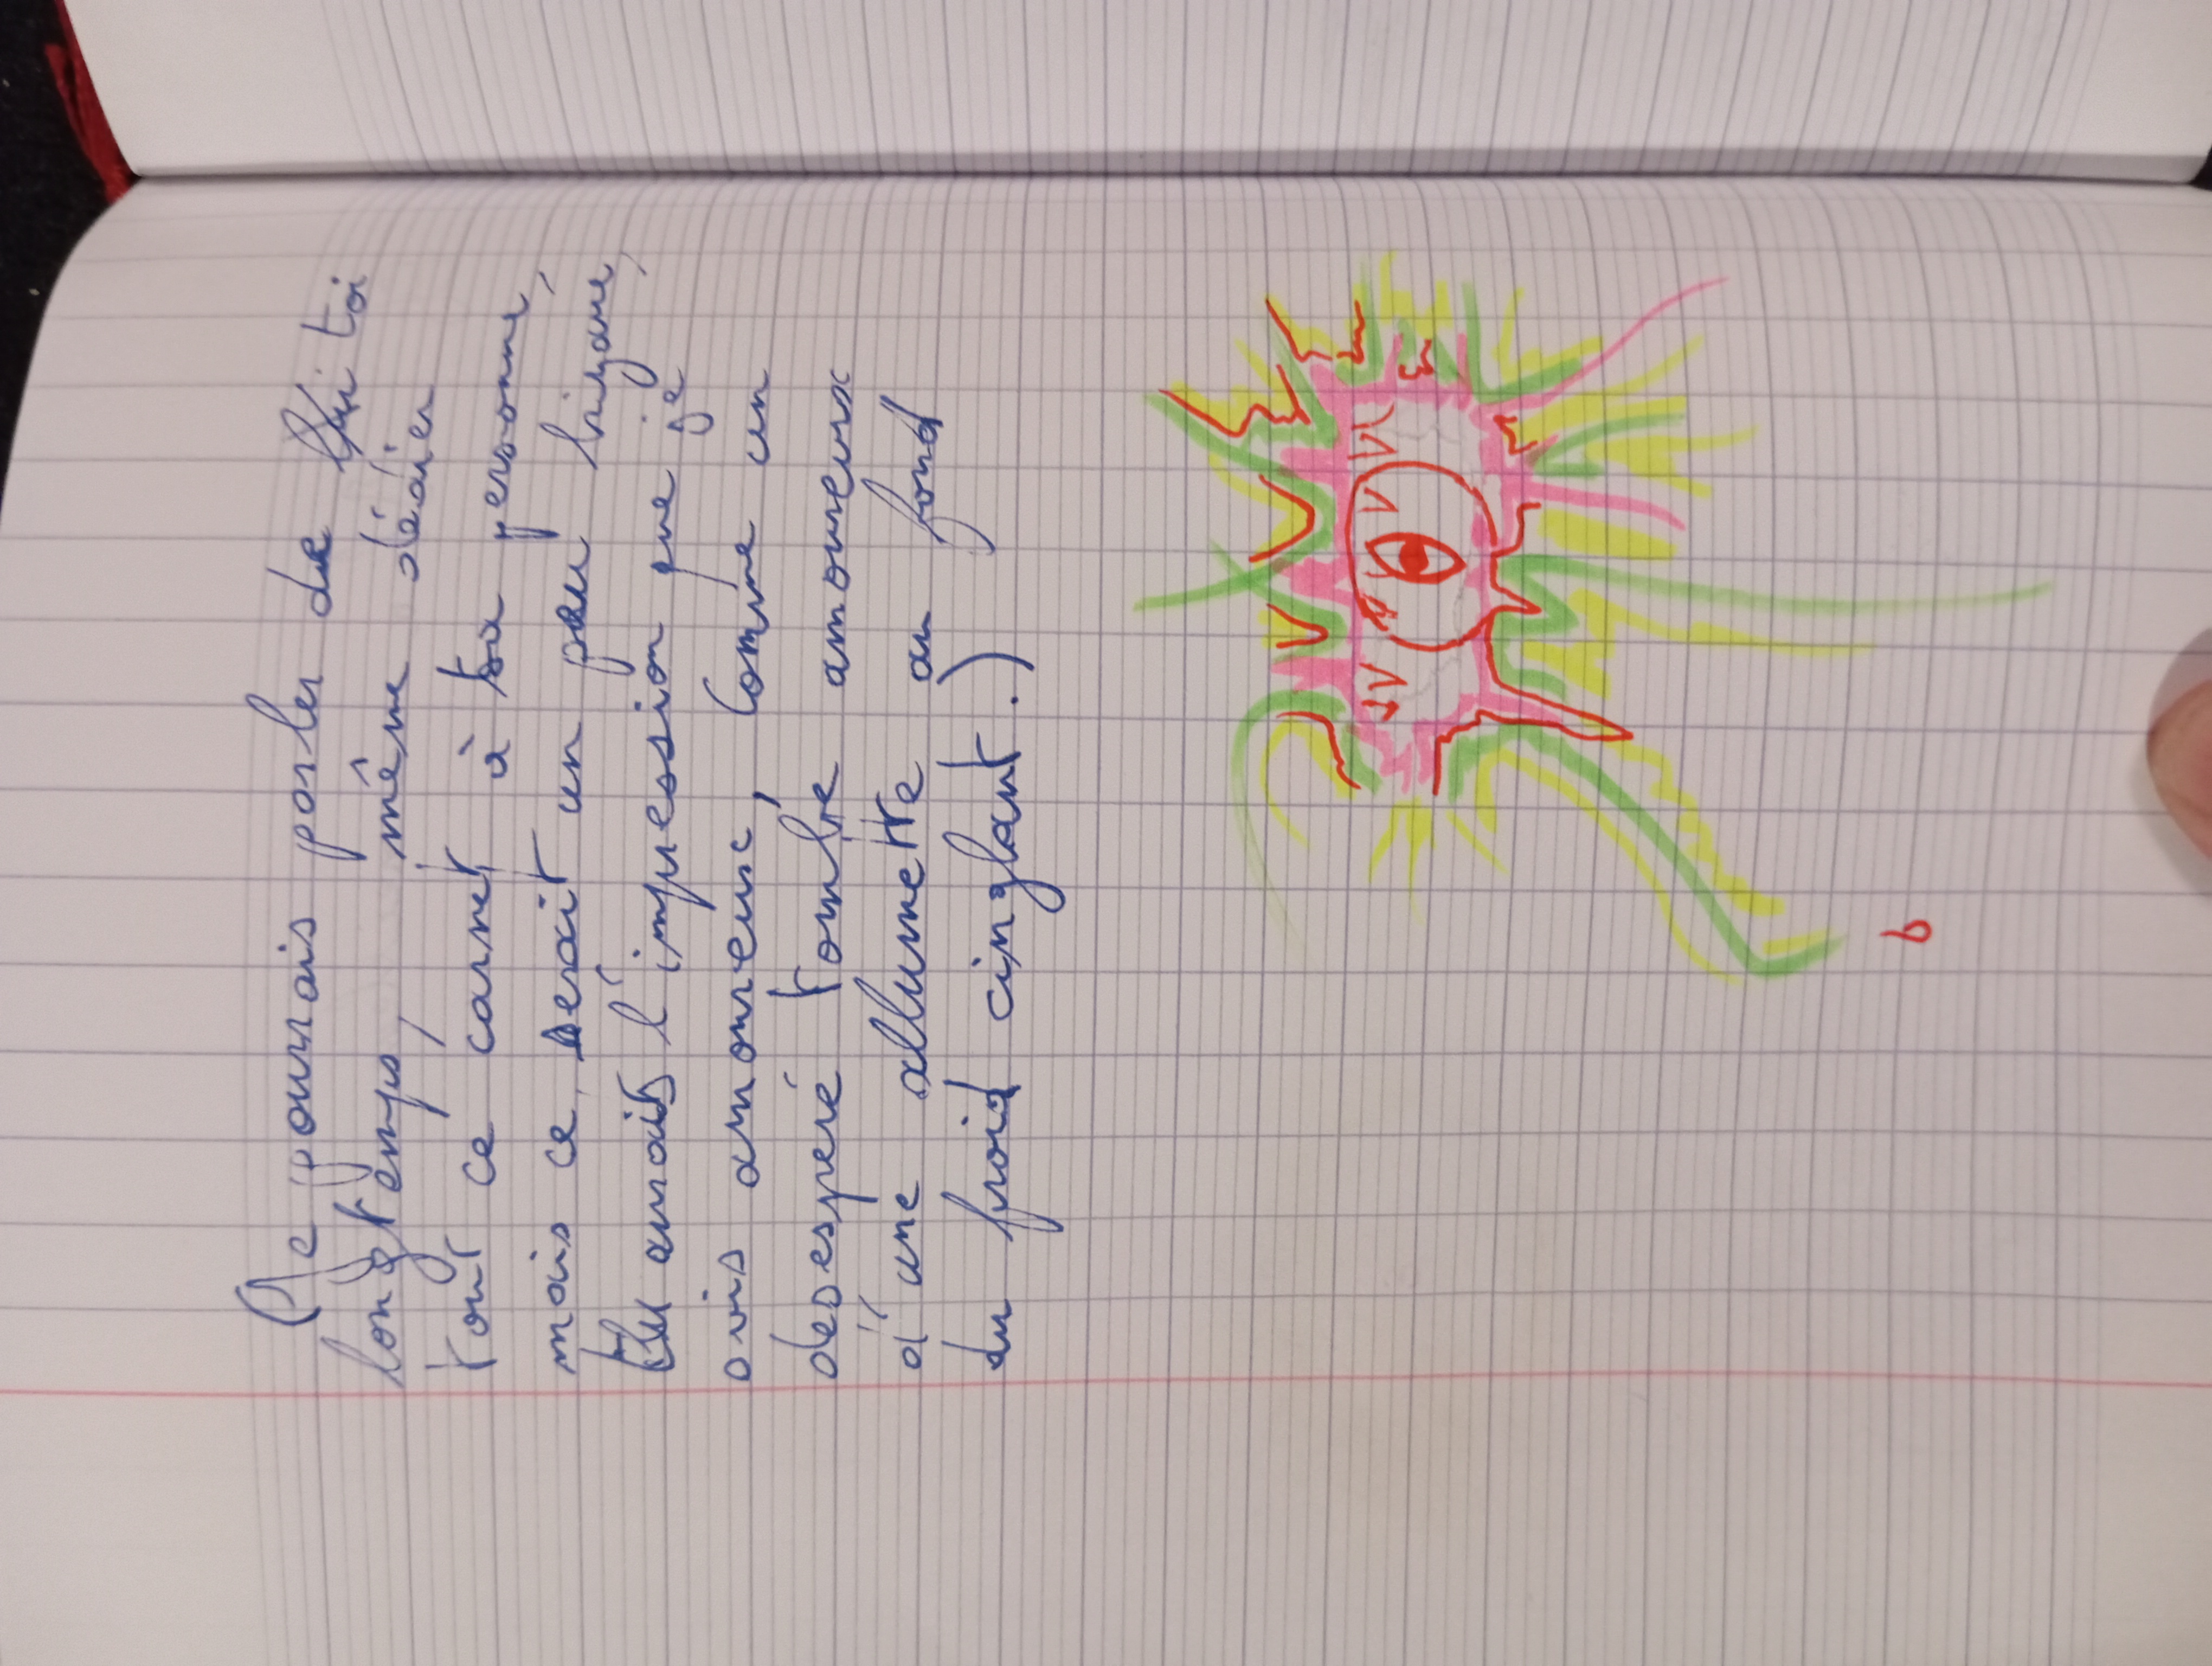 (Je pourrais parler de lui toi
longtemps, même dédier
tout ce carnet à ta personne,
mais ce serait un peu bizarre,
tu aurais l'impression que je
suis amoureux, comme un
desesperé tombe amoureux
d'une allumette au fond
du froid cinglant.)